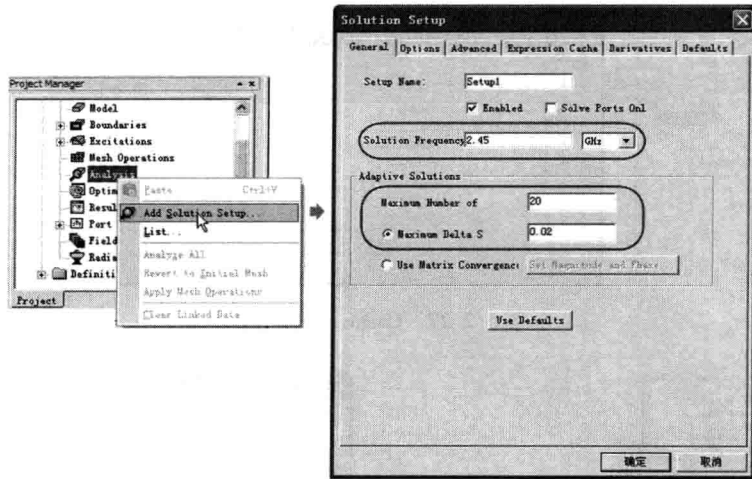 Project Manager
Model
Boundaries
Excitations
Mesh Operations
Analysis
Optim
Resul
Port
Field
Radia
Definiti
Project
Paste Ctrl+V
Add Solution Setup...
List...
Analyze All
Revert to Initial Mesh
Apply Mesh Operations
Clear Linked Data
Solution Setup
General Options Advanced Expression Cache Derivatives Defaults
Setup Name: Setup1
Enabled Solve Ports Onl
Solution Frequency 2.45 GHz
Adaptive Solutions
Maximum Number of 20
Maximum Delta S 0.02
Use Matrix Convergence Set Magnitude and Phase...
Use Defaults
确定 取消